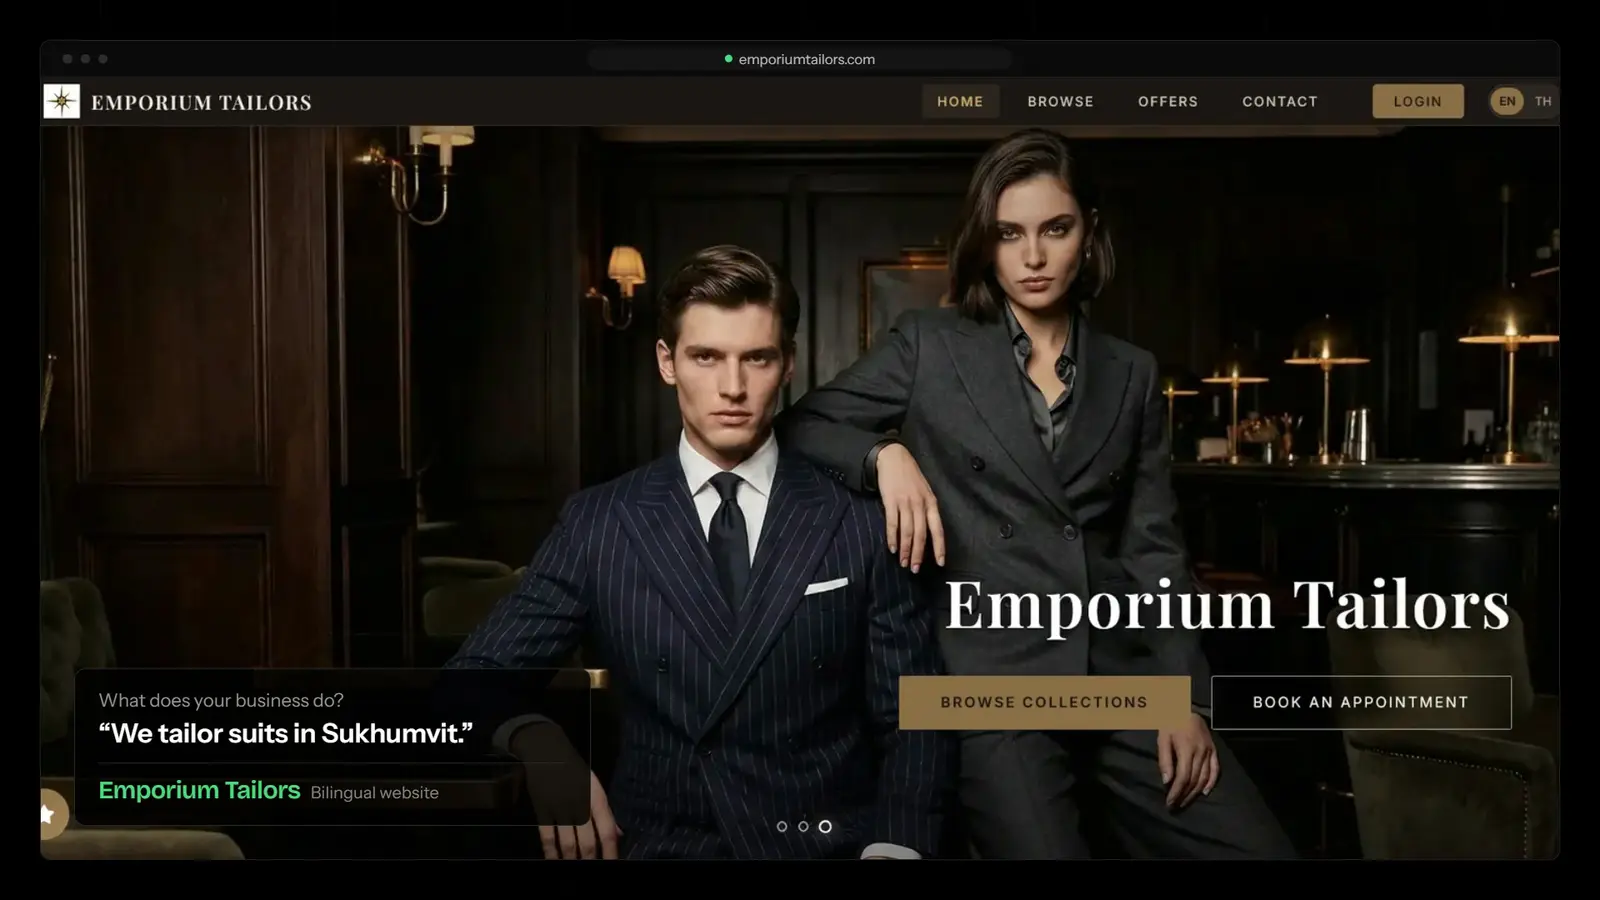 emporiumtailors.com
EMPORIUM TAILORS
HOME
BROWSE
OFFERS
CONTACT
LOGIN
EN
TH
Emporium Tailors
BROWSE COLLECTIONS
BOOK AN APPOINTMENT
What does your business do?
“We tailor suits in Sukhumvit.”
Emporium Tailors Bilingual website